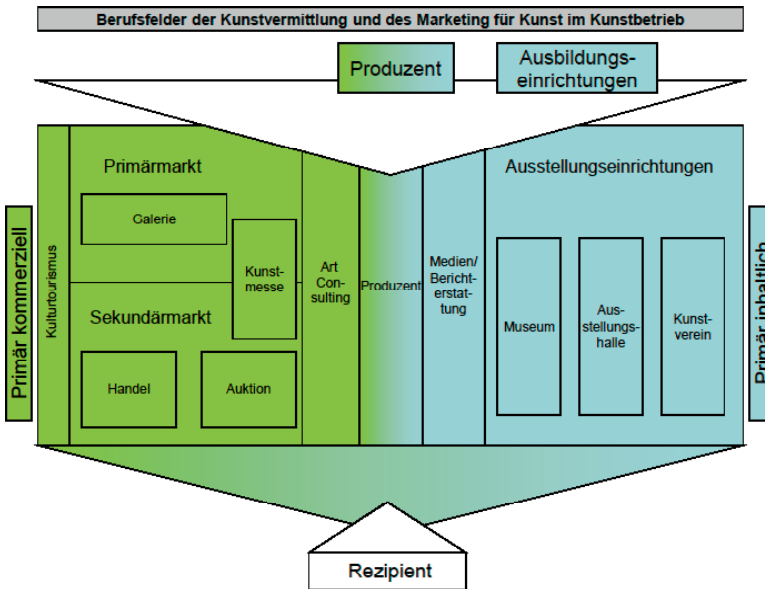 Berufsfelder der Kunstvermittlung und des Marketing für Kunst im Kunstbetrieb
Produzent
Ausbildungs-
einrichtungen
Primär kommerziell
Kulturtourismus
Primärmarkt
Galerie
Kunst-
messe
Sekundärmarkt
Handel
Auktion
Art
Con-
sulting
Produzent
Medien/
Bericht-
erstat-
tung
Ausstellungseinrichtungen
Museum
Aus-
stellungs-
halle
Kunst-
verein
Primär inhaltlich
Rezipient